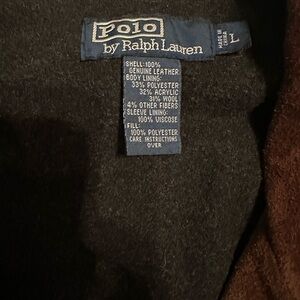 Polo
by Ralph Lauren
L
MADE IN
CHINA
SHELL:100%
GENUINE LEATHER
BODY LINING:
33% POLYESTER
32% ACRYLIC
31% WOOL
4% OTHER FIBERS
SLEEVE LINING:
100% VISCOSE
FILL:
100% POLYESTER
CARE INSTRUCTIONS
OVER